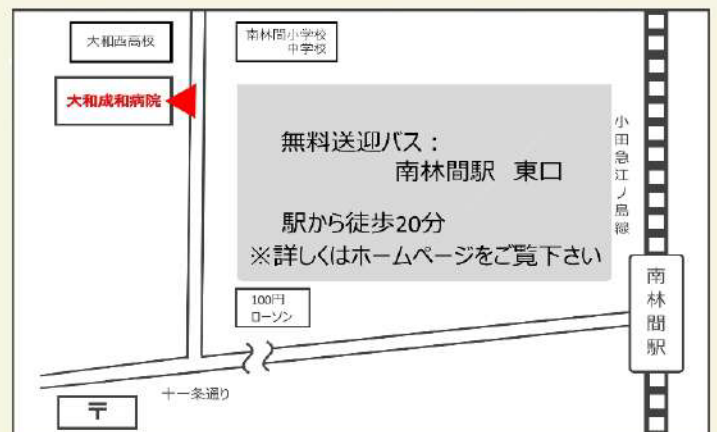 大和西高校
南林間小学校
中学校
大和成和病院
無料送迎バス：
南林間駅　東口
駅から徒歩20分
※詳しくはホームページをご覧下さい
小田急江ノ島線
100円
ローソン
南林間駅
十一条通り
〒